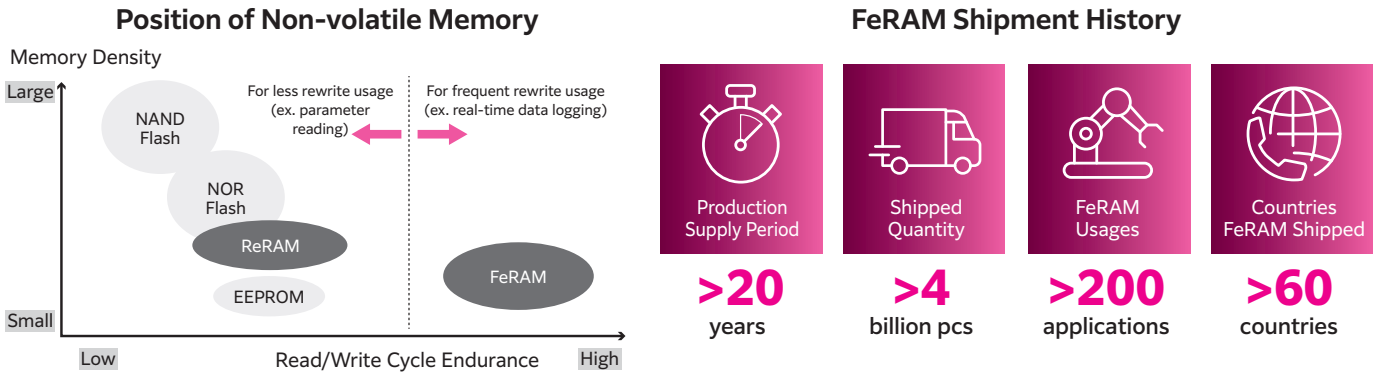 Position of Non-volatile Memory
Memory Density
Large
Small
NAND
Flash
NOR
Flash
ReRAM
EEPROM
For less rewrite usage
(ex. parameter
reading)
For frequent rewrite usage
(ex. real-time data logging)
FeRAM
Low
Read/Write Cycle Endurance
High
FeRAM Shipment History
Production
Supply Period
>20
years
Shipped
Quantity
>4
billion pcs
FeRAM
Usages
>200
applications
Countries
FeRAM Shipped
>60
countries